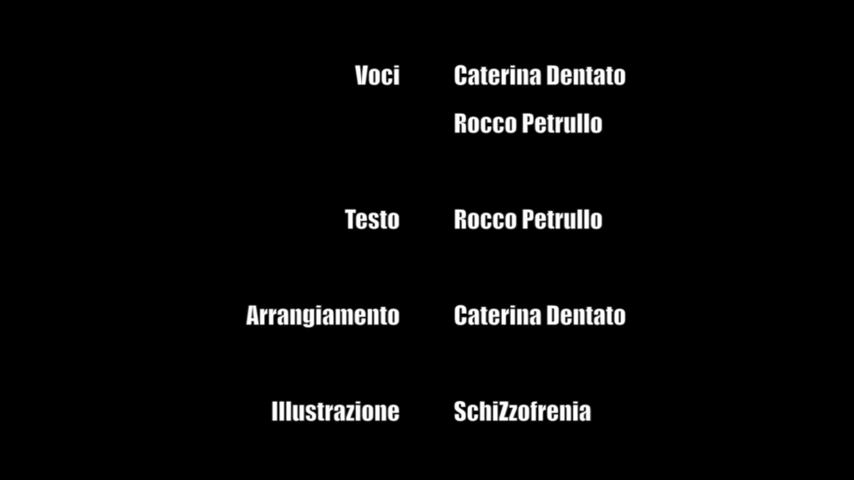 Voci Caterina Dentato
Rocco Petrullo
Testo Rocco Petrullo
Arrangiamento Caterina Dentato
Illustrazione SchiZzofrenia